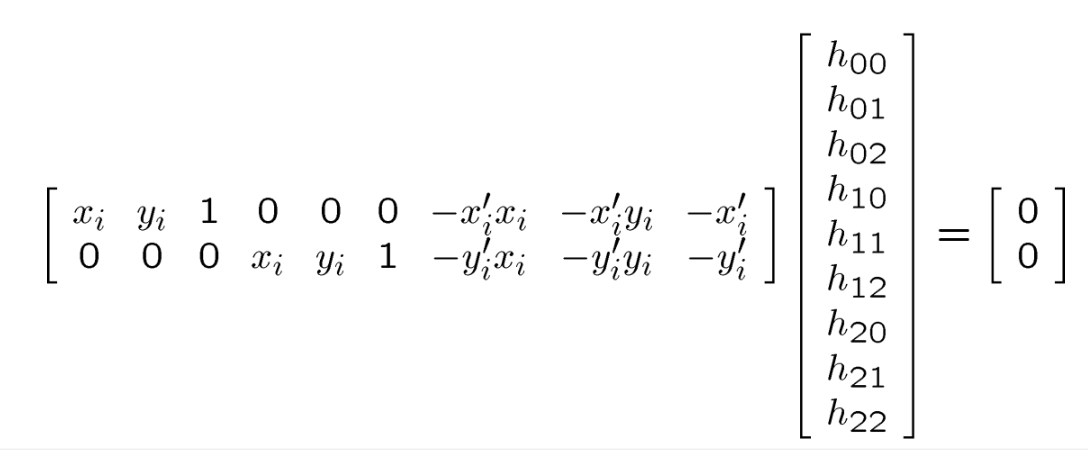 [ x_i y_i 1 0 0 0 −x′_i x_i −x′_i y_i −x′_i ]
[ 0 0 0 x_i y_i 1 −y′_i x_i −y′_i y_i −y′_i ]
[ h_00
h_01
h_02
h_10
h_11
h_12
h_20
h_21
h_22 ]
=
[ 0
0 ]